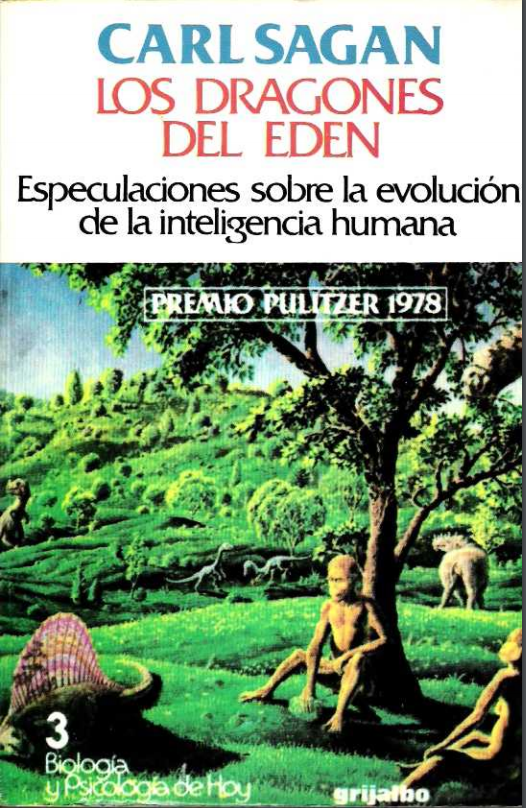 CARL SAGAN
LOS DRAGONES
DEL EDEN
Especulaciones sobre la evolución
de la inteligencia humana
PREMIO PULITZER 1978
3
Biología
y Psicología de Hoy
grijalbo